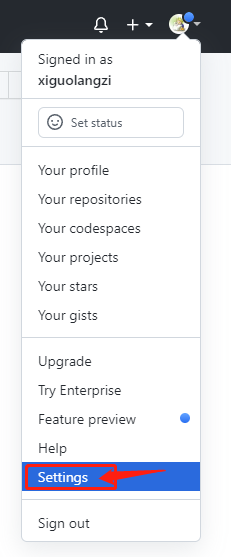 Signed in as
xiguolangzi
Set status
Your profile
Your repositories
Your codespaces
Your projects
Your stars
Your gists
Upgrade
Try Enterprise
Feature preview
Help
Settings
Sign out